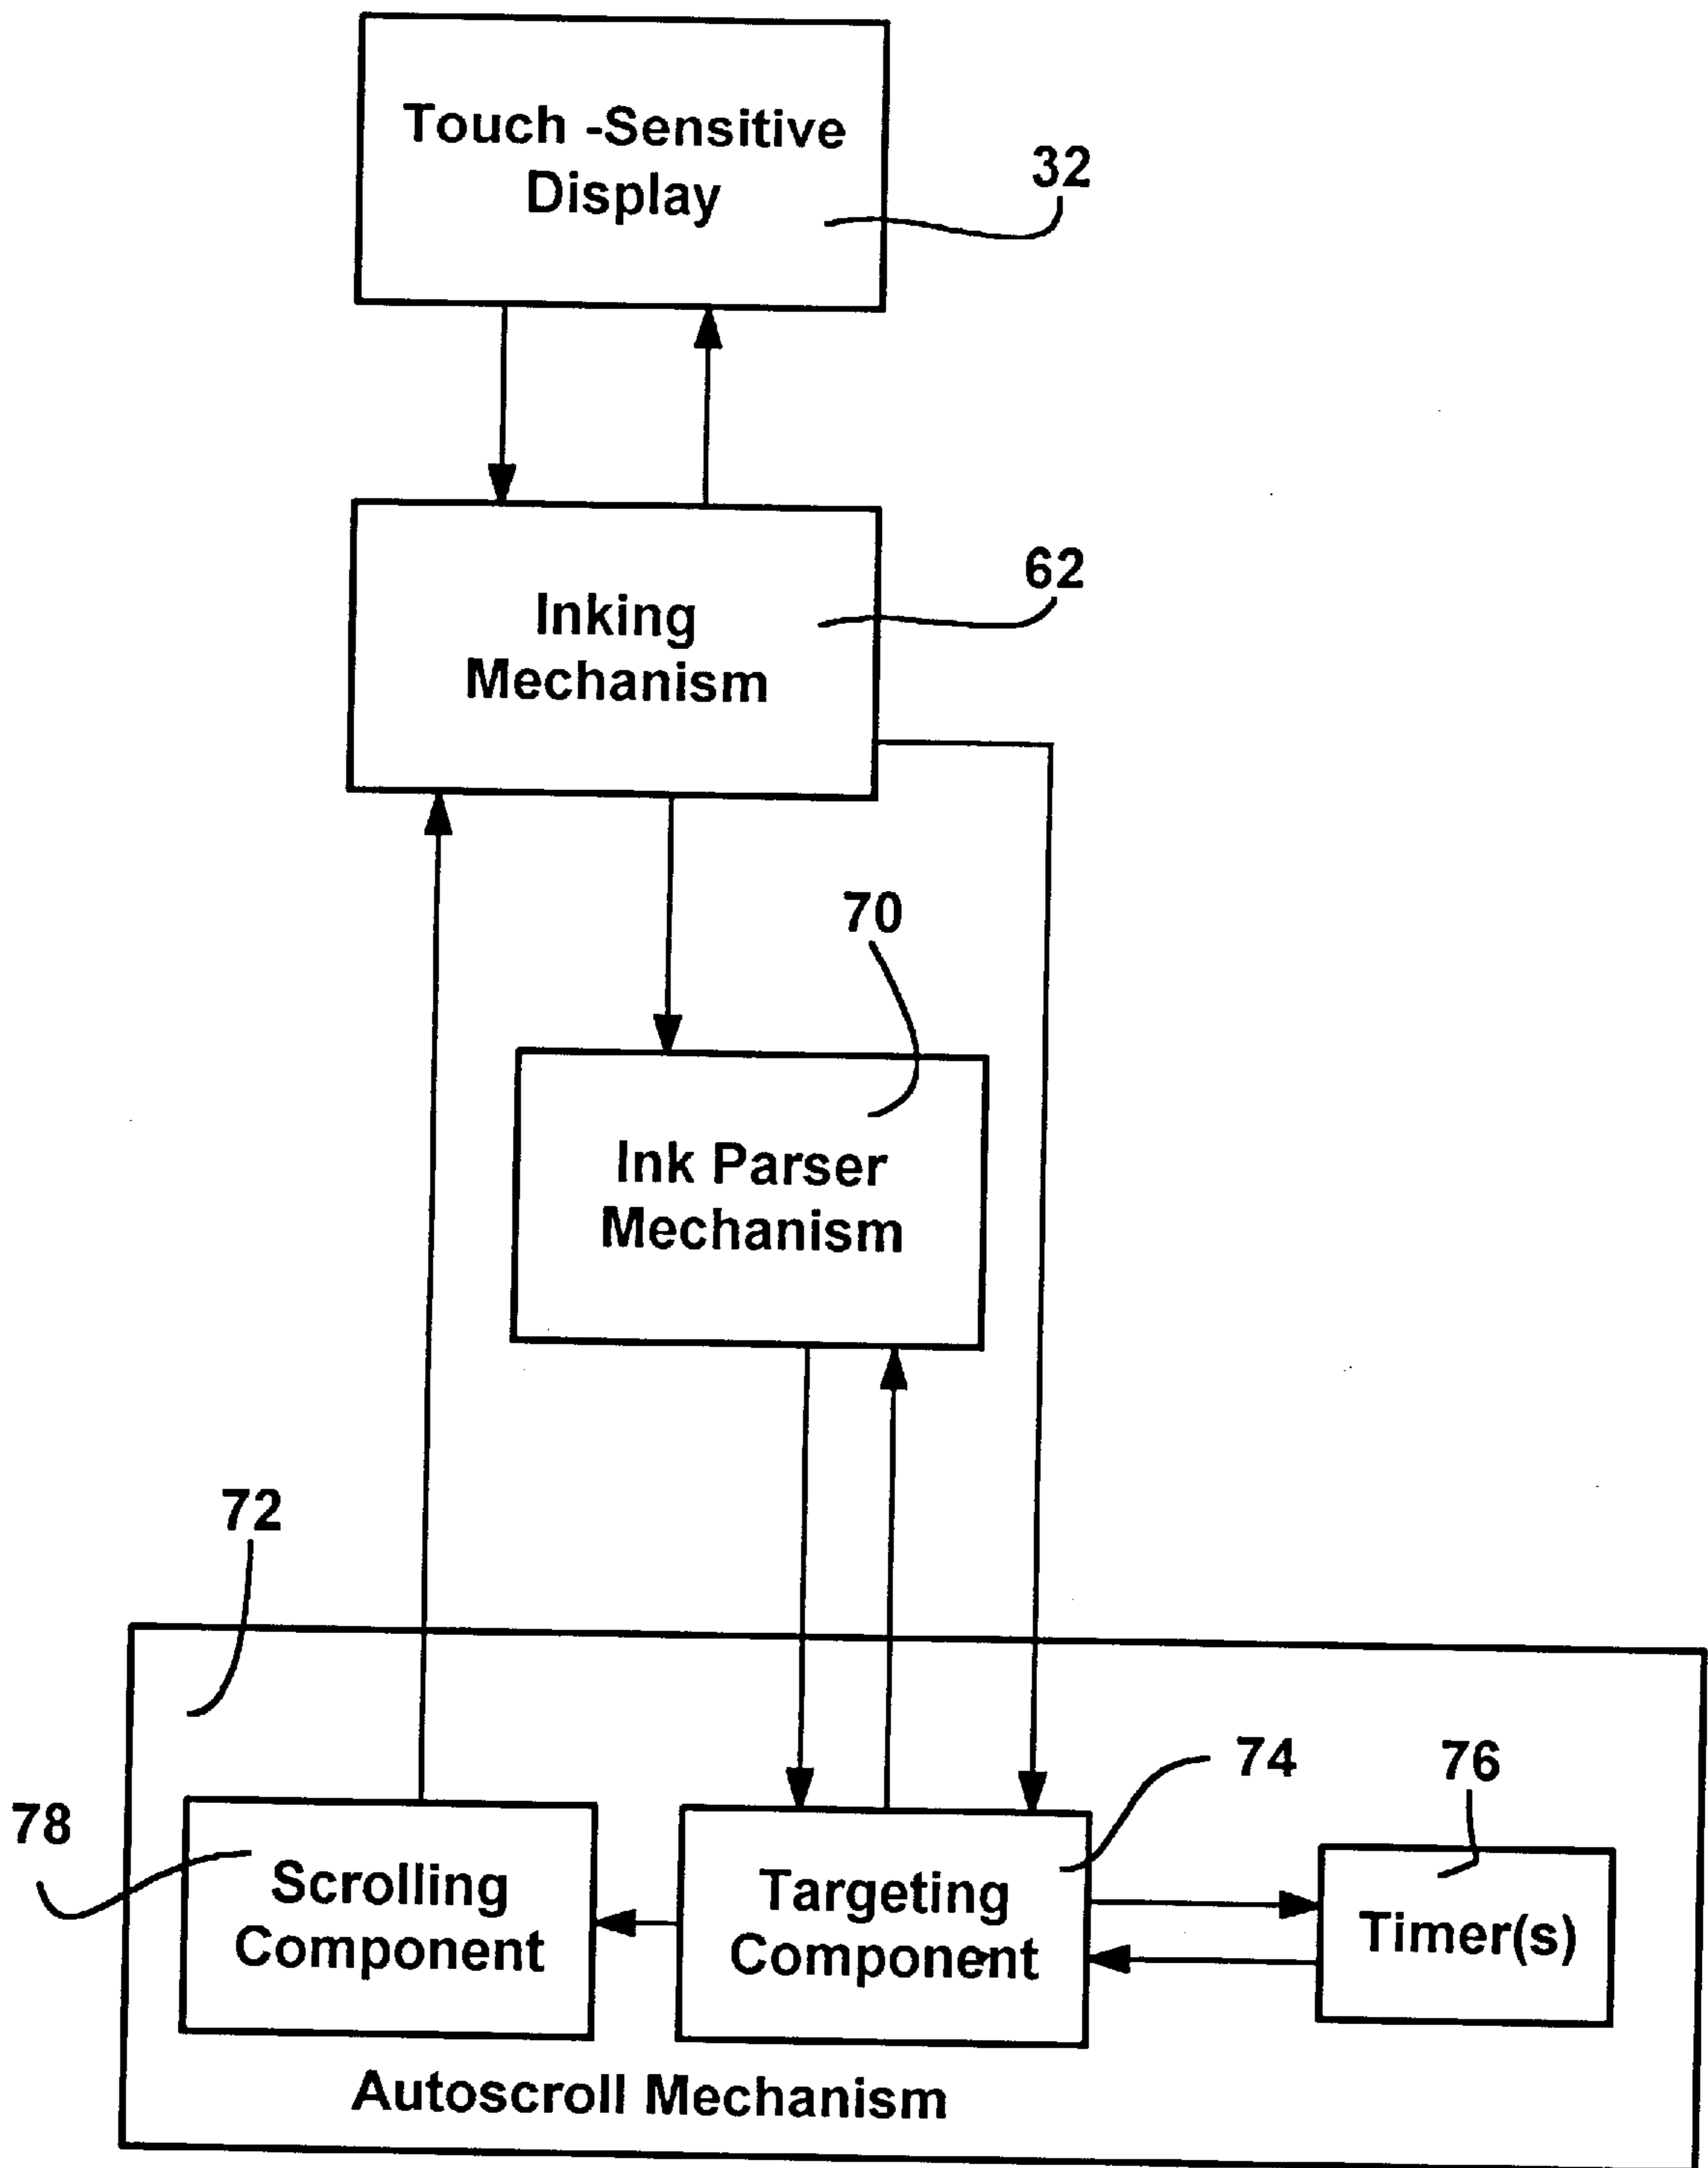 Touch -Sensitive
Display
32
Inking
Mechanism
62
70
Ink Parser
Mechanism
72
74
76
78
Scrolling
Component
Targeting
Component
Timer(s)
Autoscroll Mechanism